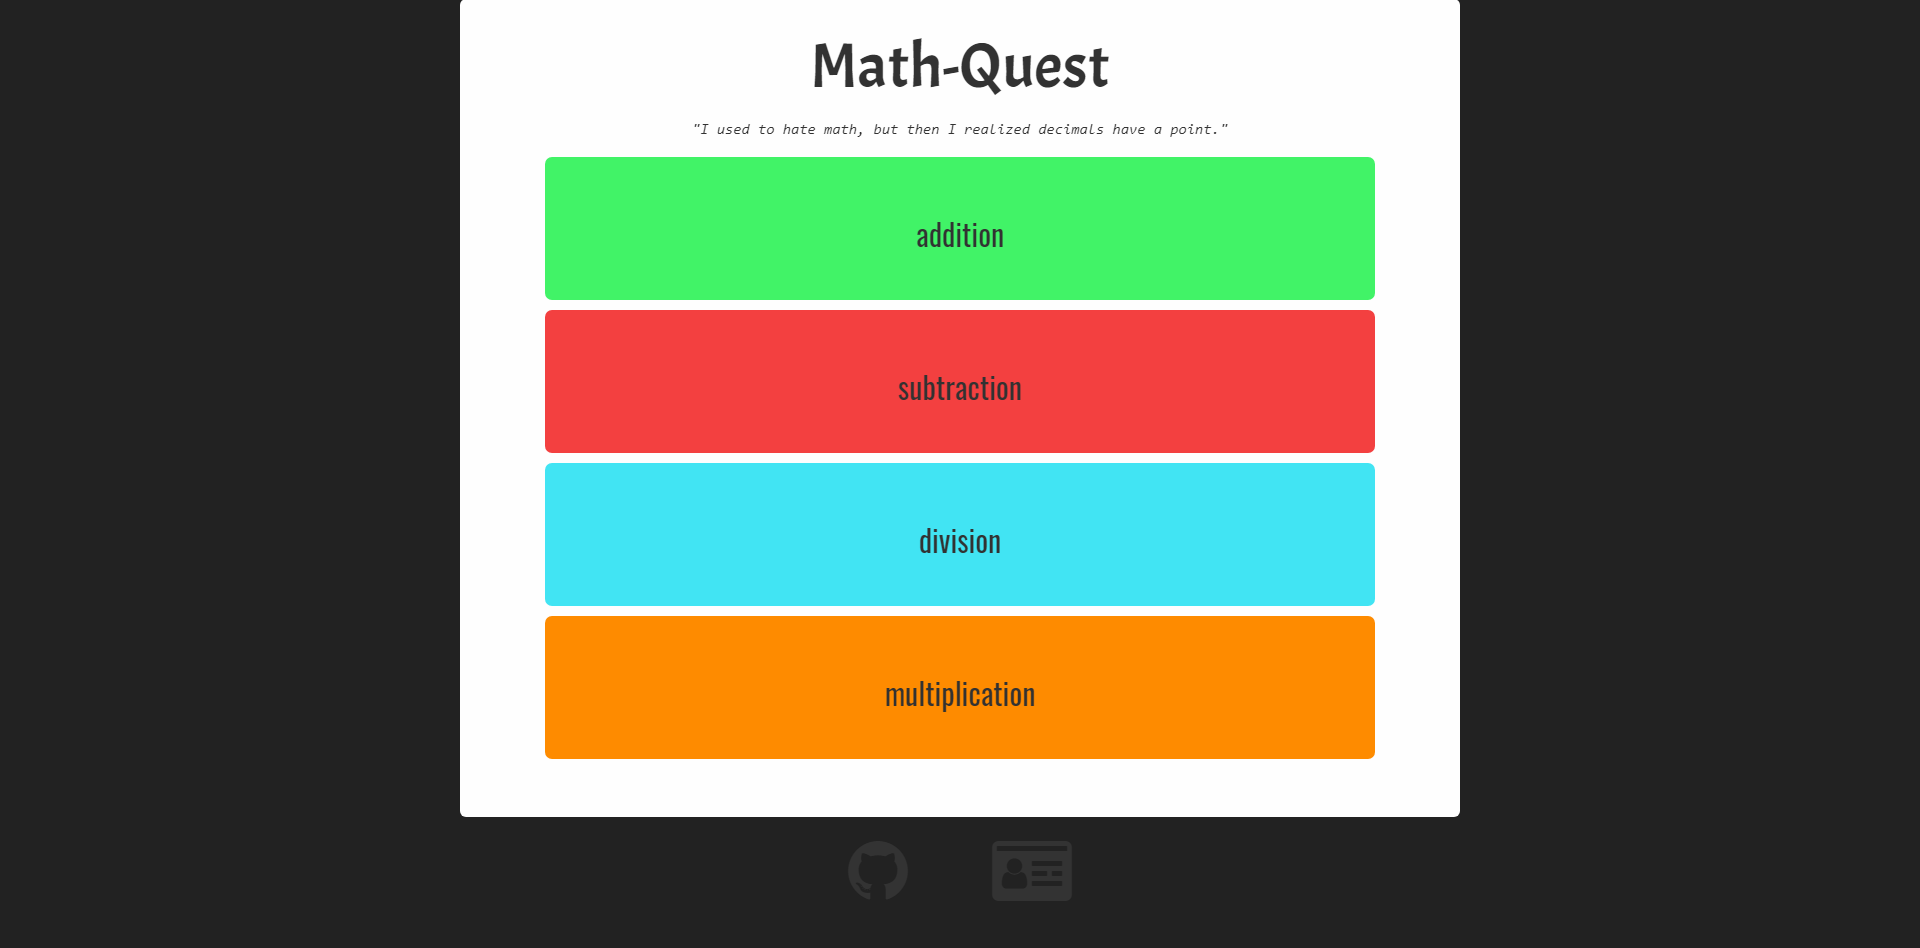 Math-Quest
"I used to hate math, but then I realized decimals have a point."
addition
subtraction
division
multiplication